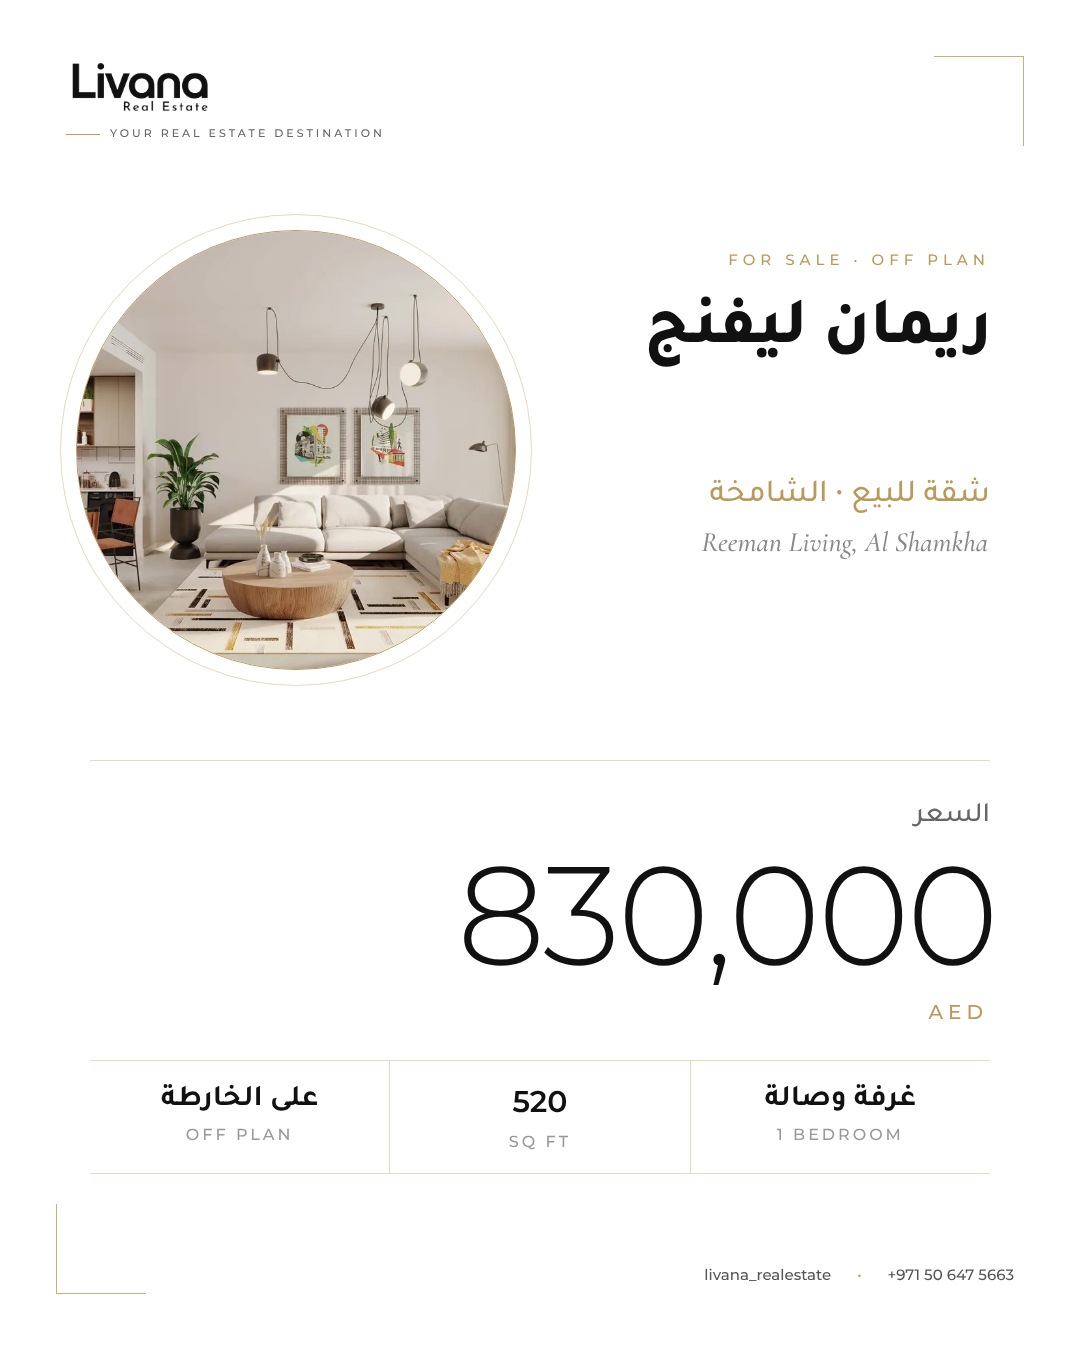 Livana
Real Estate
YOUR REAL ESTATE DESTINATION
FOR SALE · OFF PLAN
ريمان ليفنج
شقة للبيع · الشامخة
Reeman Living, Al Shamkha
السعر
830,000
AED
غرفة وصالة
1 BEDROOM
520
SQ FT
على الخارطة
OFF PLAN
livana_realestate · +971 50 647 5663